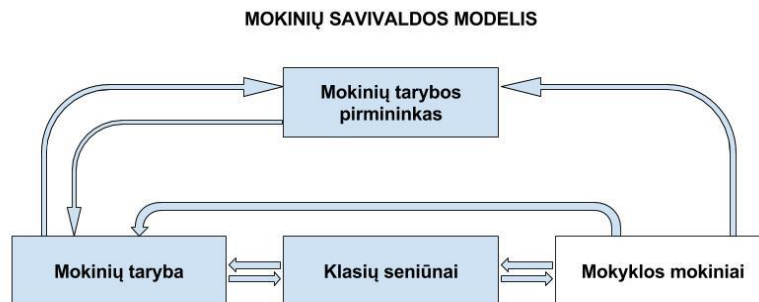 MOKINIŲ SAVIVALDOS MODELIS
Mokinių tarybos
pirmininkas
Mokinių taryba
Klasių seniūnai
Mokyklos mokiniai